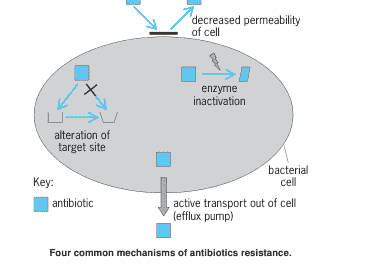 decreased permeability
of cell
enzyme
inactivation
alteration of
target site
bacterial
cell
Key:
antibiotic
active transport out of cell
(efflux pump)
Four common mechanisms of antibiotics resistance.